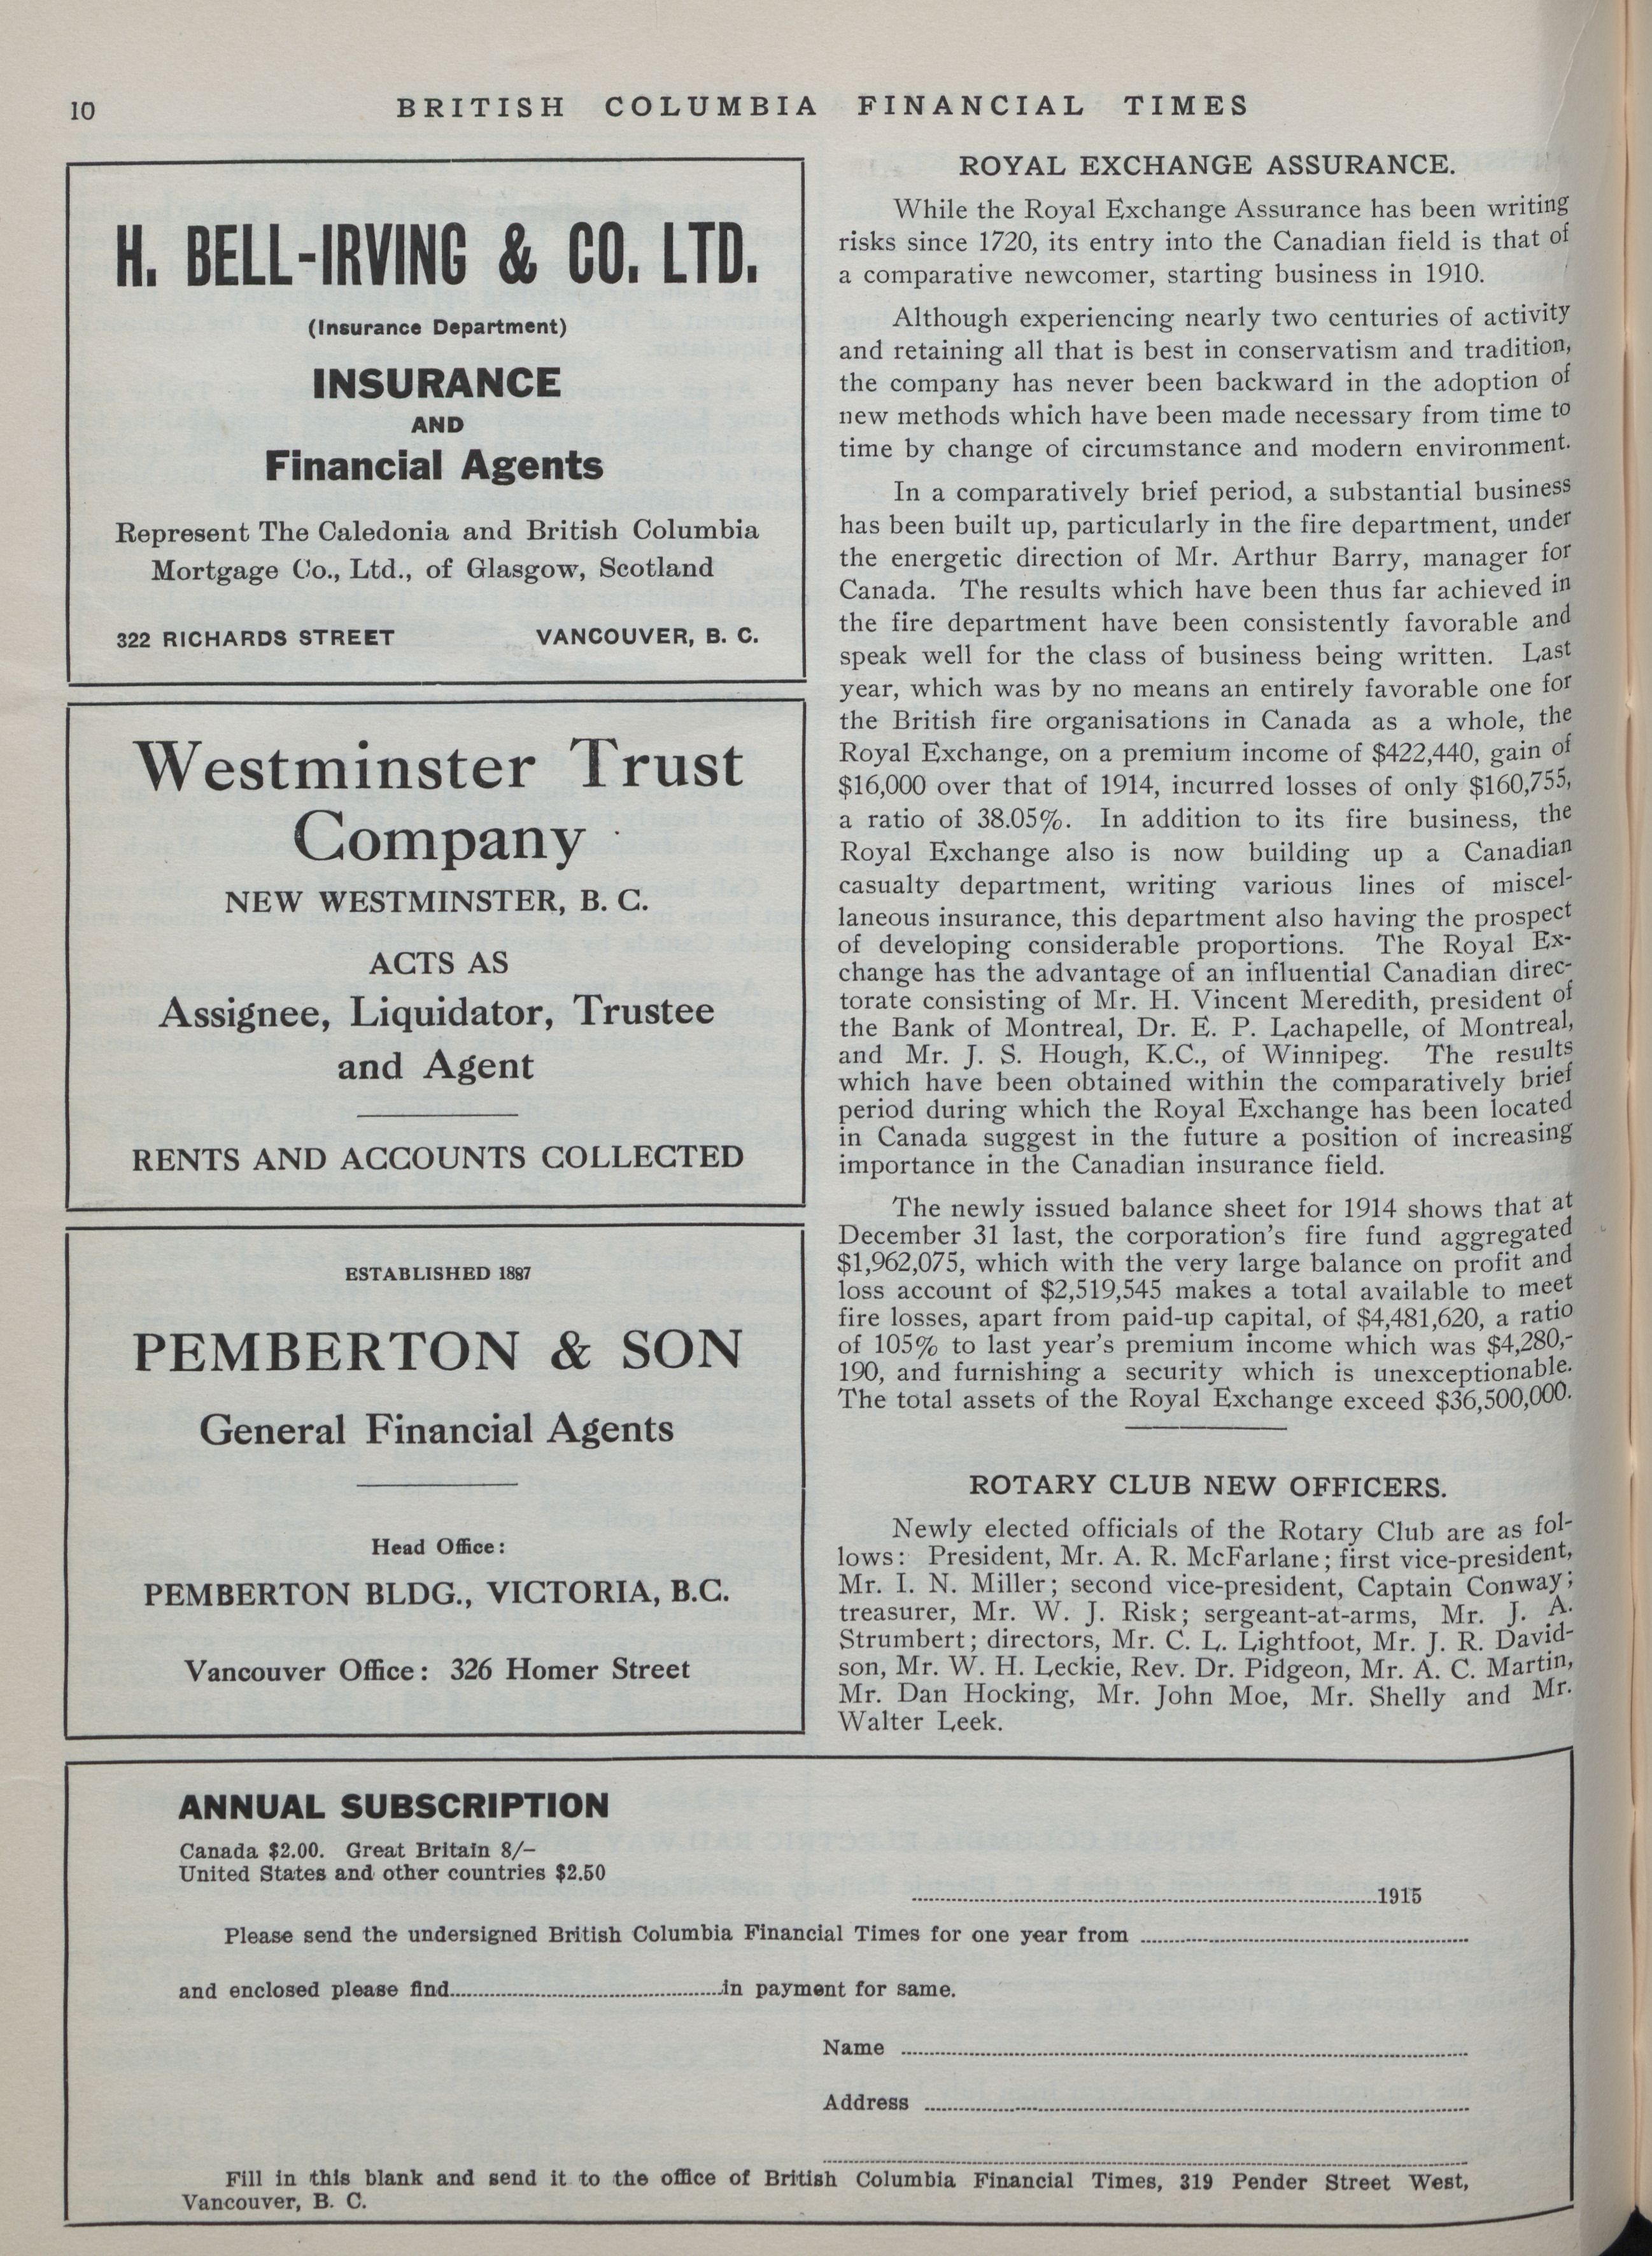 10
BRITISH COLUMBIA FINANCIAL TIMES
H. BELL-IRVING & CO. LTD.
(Insurance Department)
INSURANCE
AND
Financial Agents
Represent The Caledonia and British Columbia
Mortgage Co., Ltd., of Glasgow, Scotland
322 RICHARDS STREET VANCOUVER, B. C.
Westminster Trust
Company
NEW WESTMINSTER, B. C.
ACTS AS
Assignee, Liquidator, Trustee
and Agent
RENTS AND ACCOUNTS COLLECTED
ESTABLISHED 1887
PEMBERTON & SON
General Financial Agents
Head Office:
PEMBERTON BLDG., VICTORIA, B.C.
Vancouver Office: 326 Homer Street
ROYAL EXCHANGE ASSURANCE.
While the Royal Exchange Assurance has been writing
risks since 1720, its entry into the Canadian field is that of
a comparative newcomer, starting business in 1910.
Although experiencing nearly two centuries of activity
and retaining all that is best in conservatism and tradition,
the company has never been backward in the adoption of
new methods which have been made necessary from time to
time by change of circumstance and modern environment.
In a comparatively brief period, a substantial business
has been built up, particularly in the fire department, under
the energetic direction of Mr. Arthur Barry, manager for
Canada. The results which have been thus far achieved in
the fire department have been consistently favorable and
speak well for the class of business being written. Last
year, which was by no means an entirely favorable one for
the British fire organisations in Canada as a whole, the
Royal Exchange, on a premium income of $422,440, gain of
$16,000 over that of 1914, incurred losses of only $160,755,
a ratio of 38.05%. In addition to its fire business, the
Royal Exchange also is now building up a Canadian
casualty department, writing various lines of miscel-
laneous insurance, this department also having the prospect
of developing considerable proportions. The Royal Ex-
change has the advantage of an influential Canadian direc-
torate consisting of Mr. H. Vincent Meredith, president of
the Bank of Montreal, Dr. E. P. Lachapelle, of Montreal,
and Mr. J. S. Hough, K.C., of Winnipeg. The results
which have been obtained within the comparatively brief
period during which the Royal Exchange has been located
in Canada suggest in the future a position of increasing
importance in the Canadian insurance field.
The newly issued balance sheet for 1914 shows that at
December 31 last, the corporation's fire fund aggregated
$1,962,075, which with the very large balance on profit and
loss account of $2,519,545 makes a total available to meet
fire losses, apart from paid-up capital, of $4,481,620, a ratio
of 105% to last year's premium income which was $4,280,-
190, and furnishing a security which is unexceptionable.
The total assets of the Royal Exchange exceed $36,500,000.
ROTARY CLUB NEW OFFICERS.
Newly elected officials of the Rotary Club are as fol-
lows: President, Mr. A. R. McFarlane; first vice-president,
Mr. I. N. Miller; second vice-president, Captain Conway;
treasurer, Mr. W. J. Risk; sergeant-at-arms, Mr. J. A.
Strumbert; directors, Mr. C. L. Lightfoot, Mr. J. R. David-
son, Mr. W. H. Leckie, Rev. Dr. Pidgeon, Mr. A. C. Martin,
Mr. Dan Hocking, Mr. John Moe, Mr. Shelly and Mr.
Walter Leek.
ANNUAL SUBSCRIPTION
Canada $2.00. Great Britain 8/–
United States and other countries $2.50
1915
Please send the undersigned British Columbia Financial Times for one year from
and enclosed please find in payment for same.
Name
Address
Fill in this blank and send it to the office of British Columbia Financial Times, 319 Pender Street West,
Vancouver, B. C.